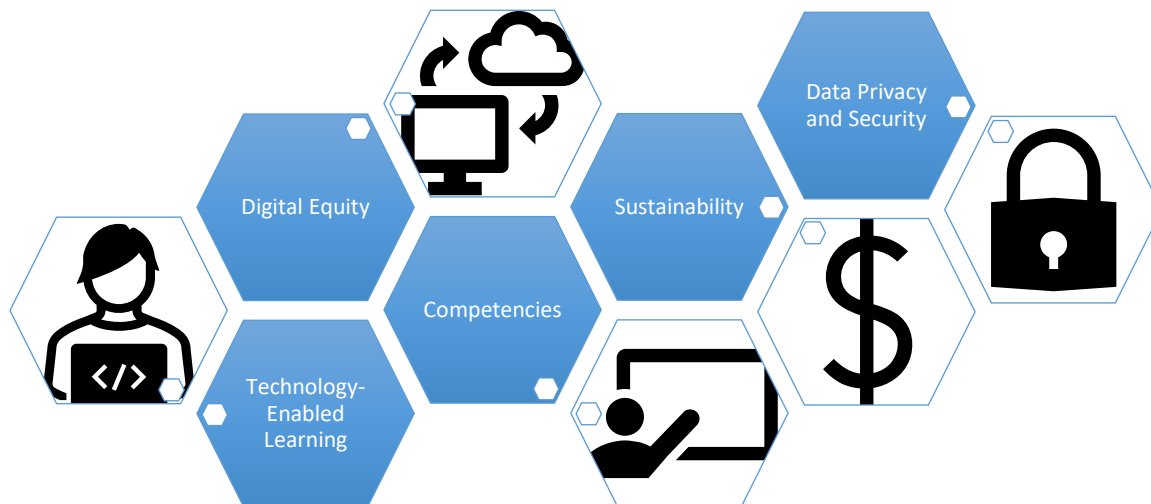 Data Privacy
and Security
Digital Equity
Sustainability
Competencies
</>
Technology-
Enabled
Learning